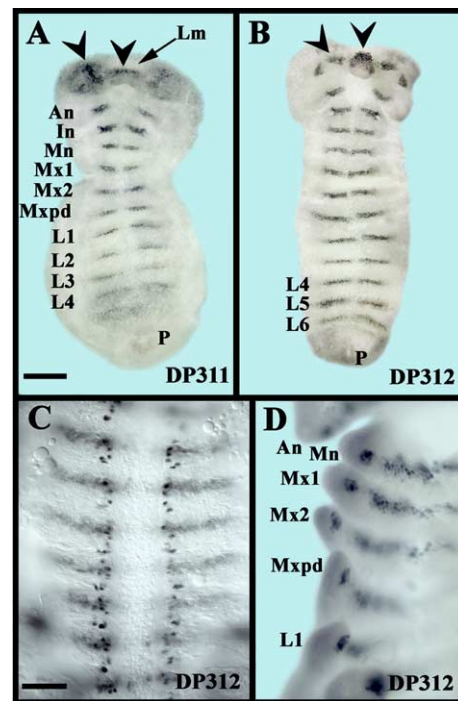 A
Lm
An
In
Mn
Mx1
Mx2
Mxpd
L1
L2
L3
L4
P
DP311
B
L4
L5
L6
P
DP312
C
DP312
D
An
Mn
Mx1
Mx2
Mxpd
L1
DP312